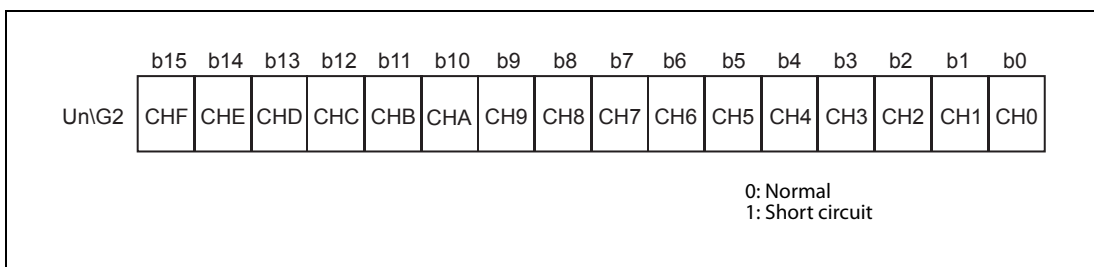 b15 b14 b13 b12 b11 b10 b9 b8 b7 b6 b5 b4 b3 b2 b1 b0
Un\G2 CHF CHE CHD CHC CHB CHA CH9 CH8 CH7 CH6 CH5 CH4 CH3 CH2 CH1 CH0
0: Normal
1: Short circuit